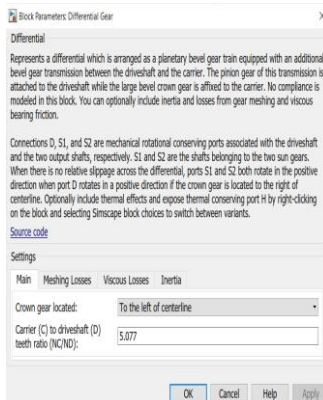 Block Parameters: Differential Gear
Differential
Represents a differential which is arranged as a planetary bevel gear train equipped with an additional
bevel gear transmission between the driveshaft and the carrier. The pinion gear of this transmission is
attached to the driveshaft while the large bevel crown gear is affixed to the carrier. No compliance is
modeled in this block. You can optionally include inertia and losses from gear meshing and viscous
bearing friction.
Connections D, S1, and S2 are mechanical rotational conserving ports associated with the driveshaft
and the two output shafts, respectively. S1 and S2 are the shafts belonging to the two sun gears.
When there is no relative slippage across the differential, ports S1 and S2 both rotate in the positive
direction when port D rotates in a positive direction if the crown gear is located to the right of
centerline. Optionally include thermal effects and expose thermal conserving port H by right-clicking
on the block and selecting Simscape block choices to switch between variants.
Source code
Settings
Main Meshing Losses Viscous Losses Inertia
Crown gear located: To the left of centerline
Carrier (C) to driveshaft (D)
teeth ratio (NC/ND): 5.077
OK Cancel Help Apply